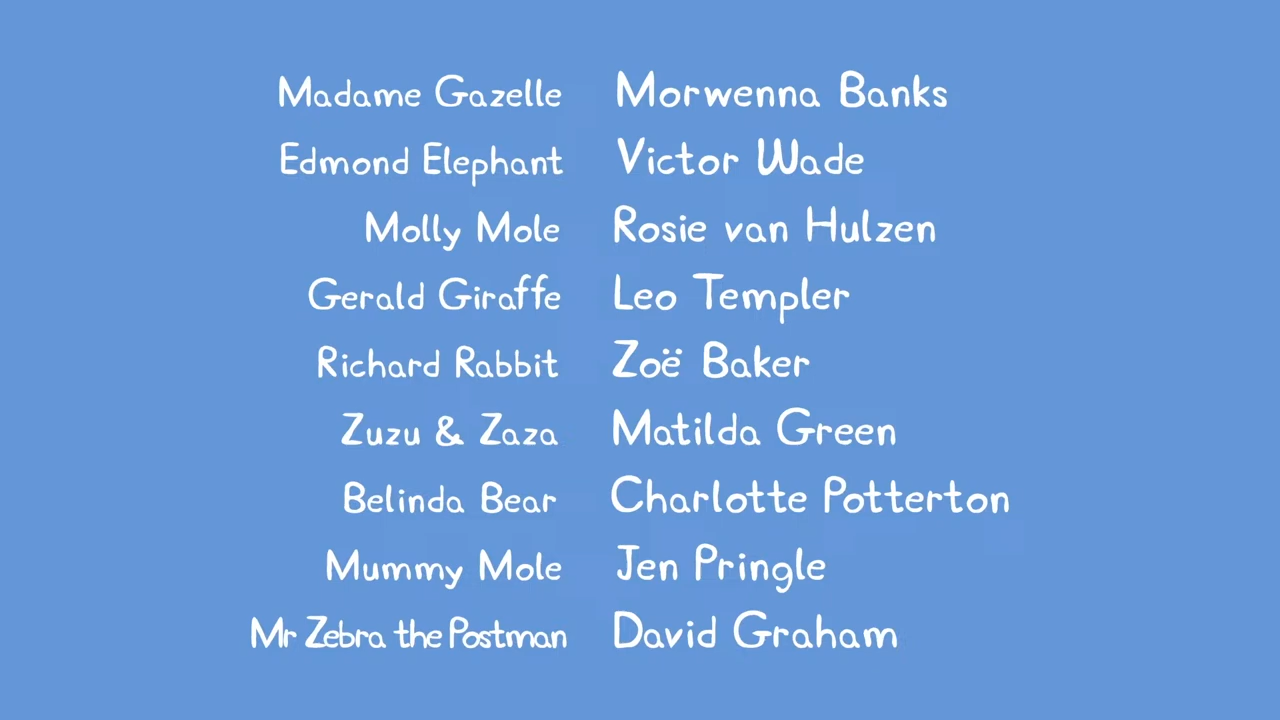 Madame Gazelle Morwenna Banks
Edmond Elephant Victor Wade
Molly Mole Rosie van Hulzen
Gerald Giraffe Leo Templer
Richard Rabbit Zoë Baker
Zuzu & Zaza Matilda Green
Belinda Bear Charlotte Potterton
Mummy Mole Jen Pringle
Mr Zebra the Postman David Graham